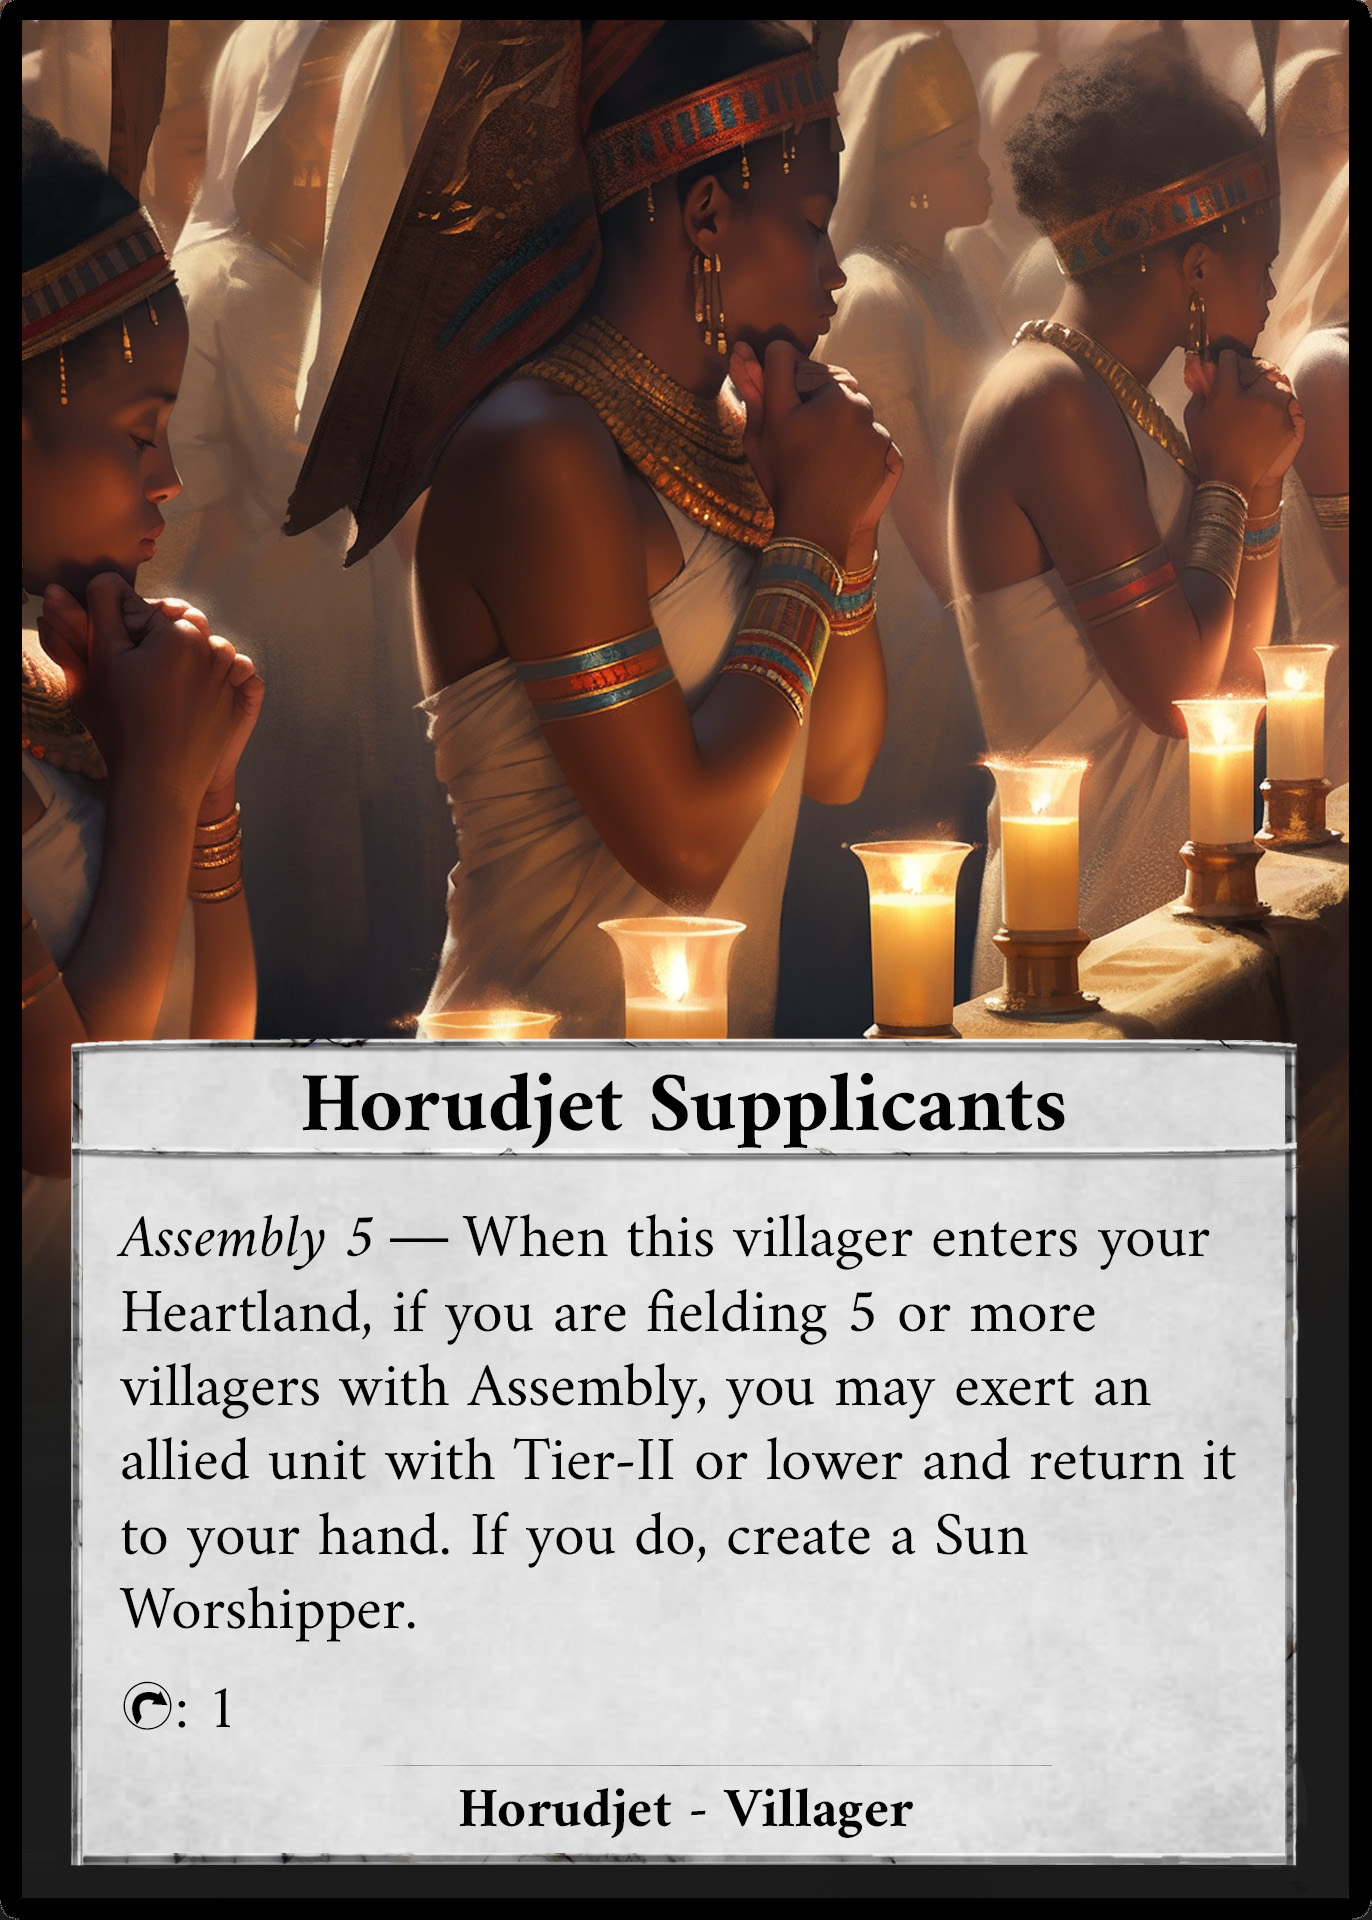 Horudjet Supplicants
Assembly 5 — When this villager enters your
Heartland, if you are fielding 5 or more
villagers with Assembly, you may exert an
allied unit with Tier-II or lower and return it
to your hand. If you do, create a Sun
Worshipper.
: 1
Horudjet - Villager